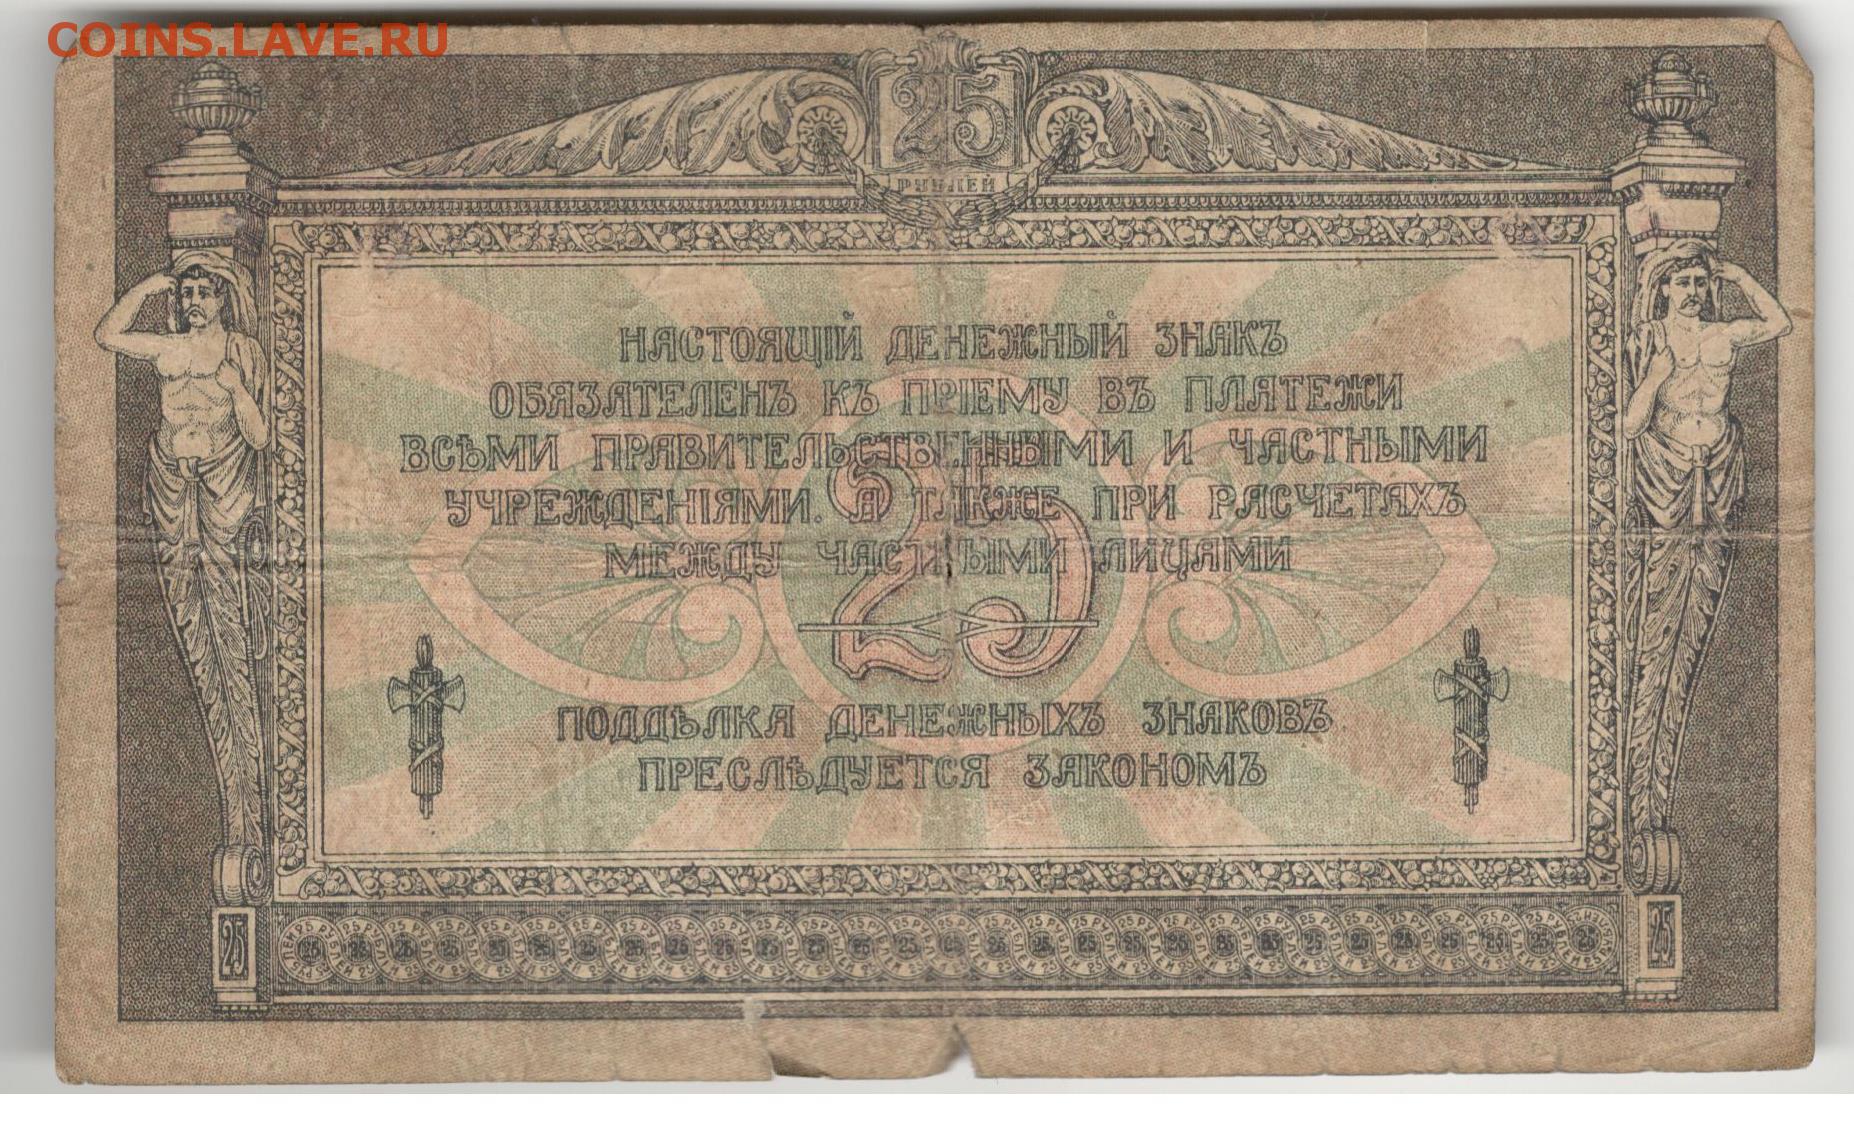 COINS.LAVE.RU
25
РУБЛЕЙ
НАСТОЯЩІЙ ДЕНЕЖНЫЙ ЗНАКЪ
ОБЯЗАТЕЛЕНЪ КЪ ПРІЕМУ ВЪ ПЛАТЕЖИ
ВСѢМИ ПРАВИТЕЛЬСТВЕННЫМИ И ЧАСТНЫМИ
УЧРЕЖДЕНІЯМИ. А ТАКЖЕ ПРИ РАСЧЕТАХЪ
МЕЖДУ ЧАСТНЫМИ ЛИЦАМИ
25
ПОДДѢЛКА ДЕНЕЖНЫХЪ ЗНАКОВЪ
ПРЕСЛѢДУЕТСЯ ЗАКОНОМЪ
25
25